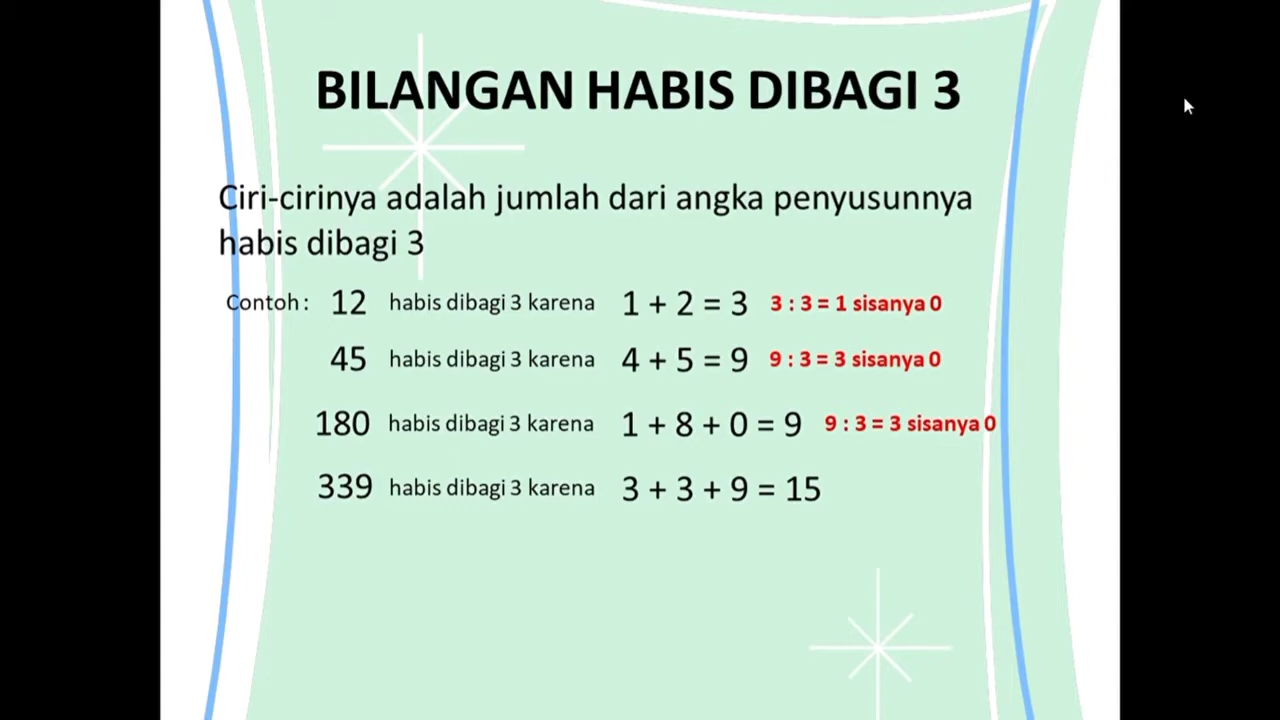 BILANGAN HABIS DIBAGI 3
Ciri-cirinya adalah jumlah dari angka penyusunnya
habis dibagi 3
Contoh : 12 habis dibagi 3 karena 1 + 2 = 3 3 : 3 = 1 sisanya 0
45 habis dibagi 3 karena 4 + 5 = 9 9 : 3 = 3 sisanya 0
180 habis dibagi 3 karena 1 + 8 + 0 = 9 9 : 3 = 3 sisanya 0
339 habis dibagi 3 karena 3 + 3 + 9 = 15